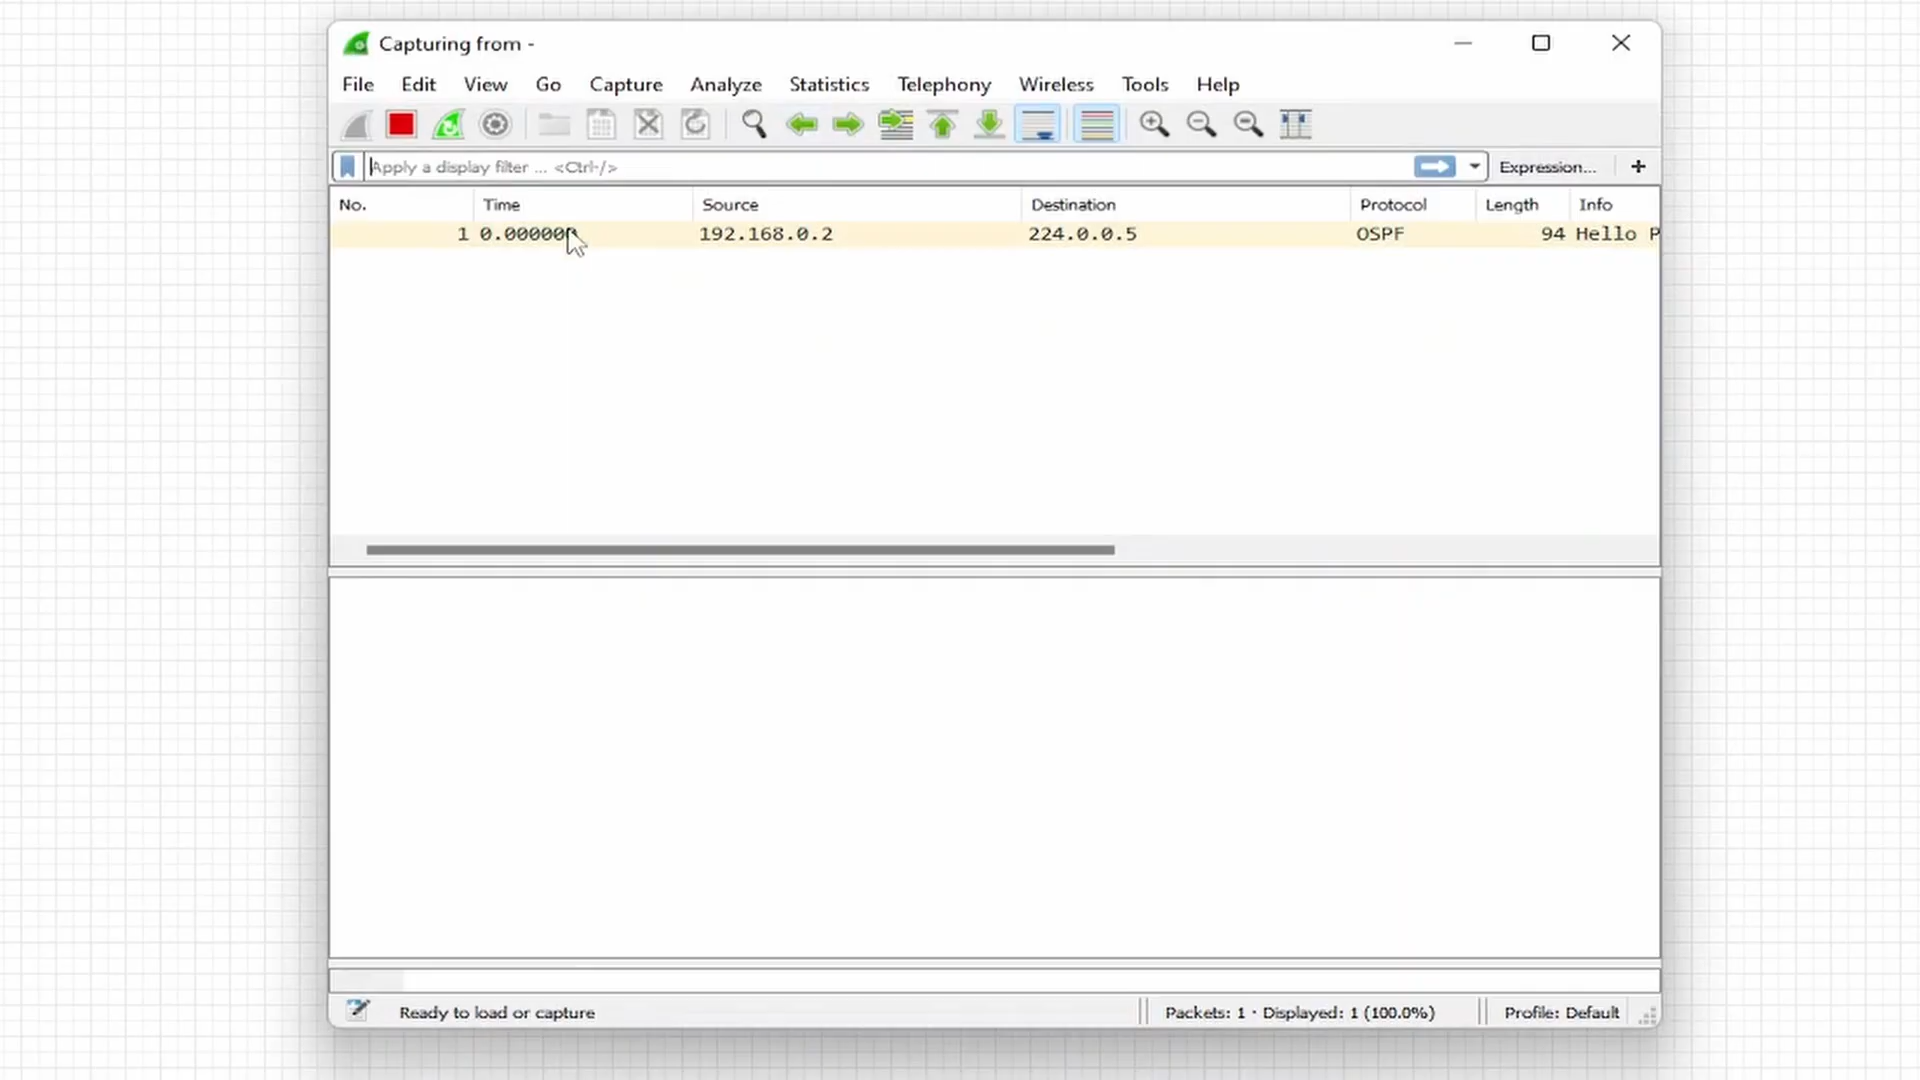 Capturing from -
File Edit View Go Capture Analyze Statistics Telephony Wireless Tools Help
Apply a display filter ... <Ctrl-/> Expression... +
No. Time Source Destination Protocol Length Info
1 0.000000 192.168.0.2 224.0.0.5 OSPF 94 Hello P
Ready to load or capture Packets: 1 · Displayed: 1 (100.0%) Profile: Default